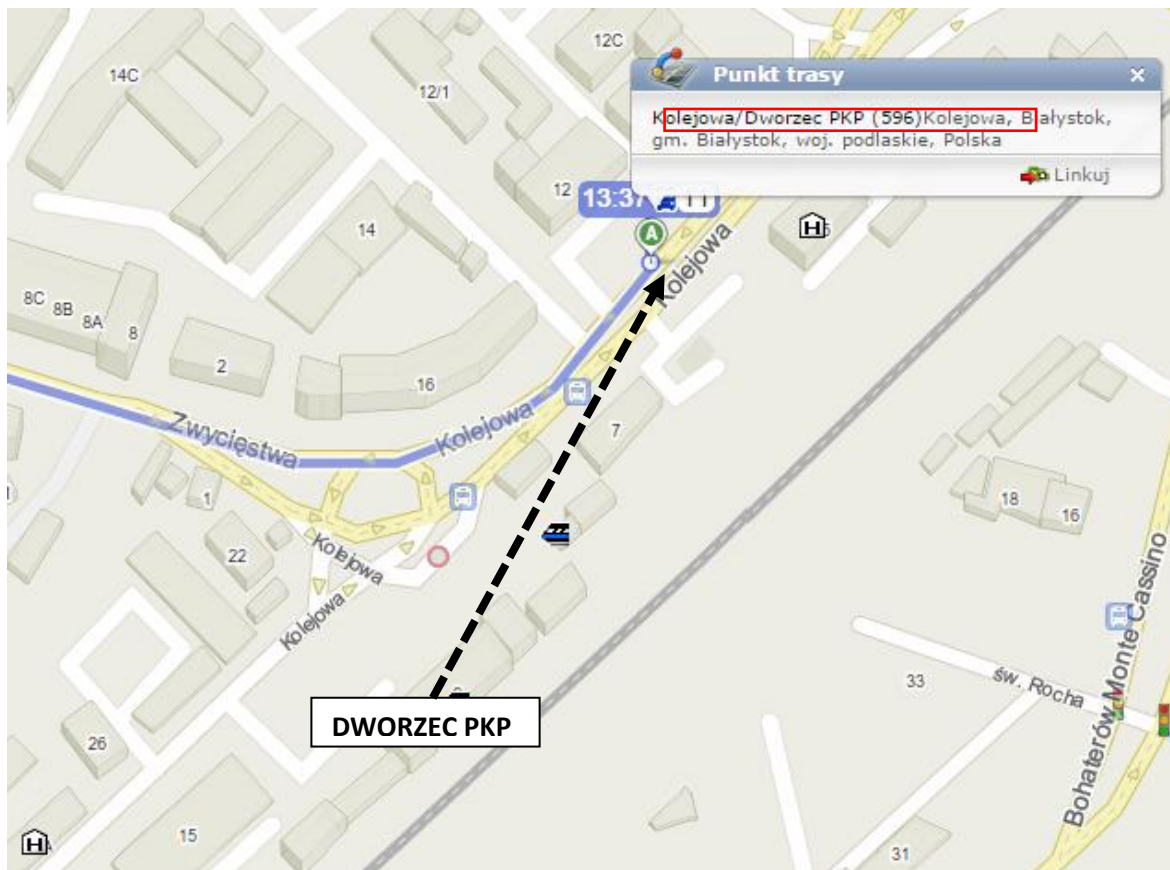 12C
14C
12/1
Punkt trasy
Kolejowa/Dworzec PKP (596)Kolejowa, Białystok,
gm. Białystok, woj. podlaskie, Polska
Linkuj
12
13:37
11
A
H
14
Kolejowa
8C
8B
8A
8
2
16
Kolejowa
Zwycięstwa
7
1
18
16
22
Kolejowa
Kolejowa
Bohaterów Monte Cassino
33
św. Rocha
DWORZEC PKP
26
15
H
31